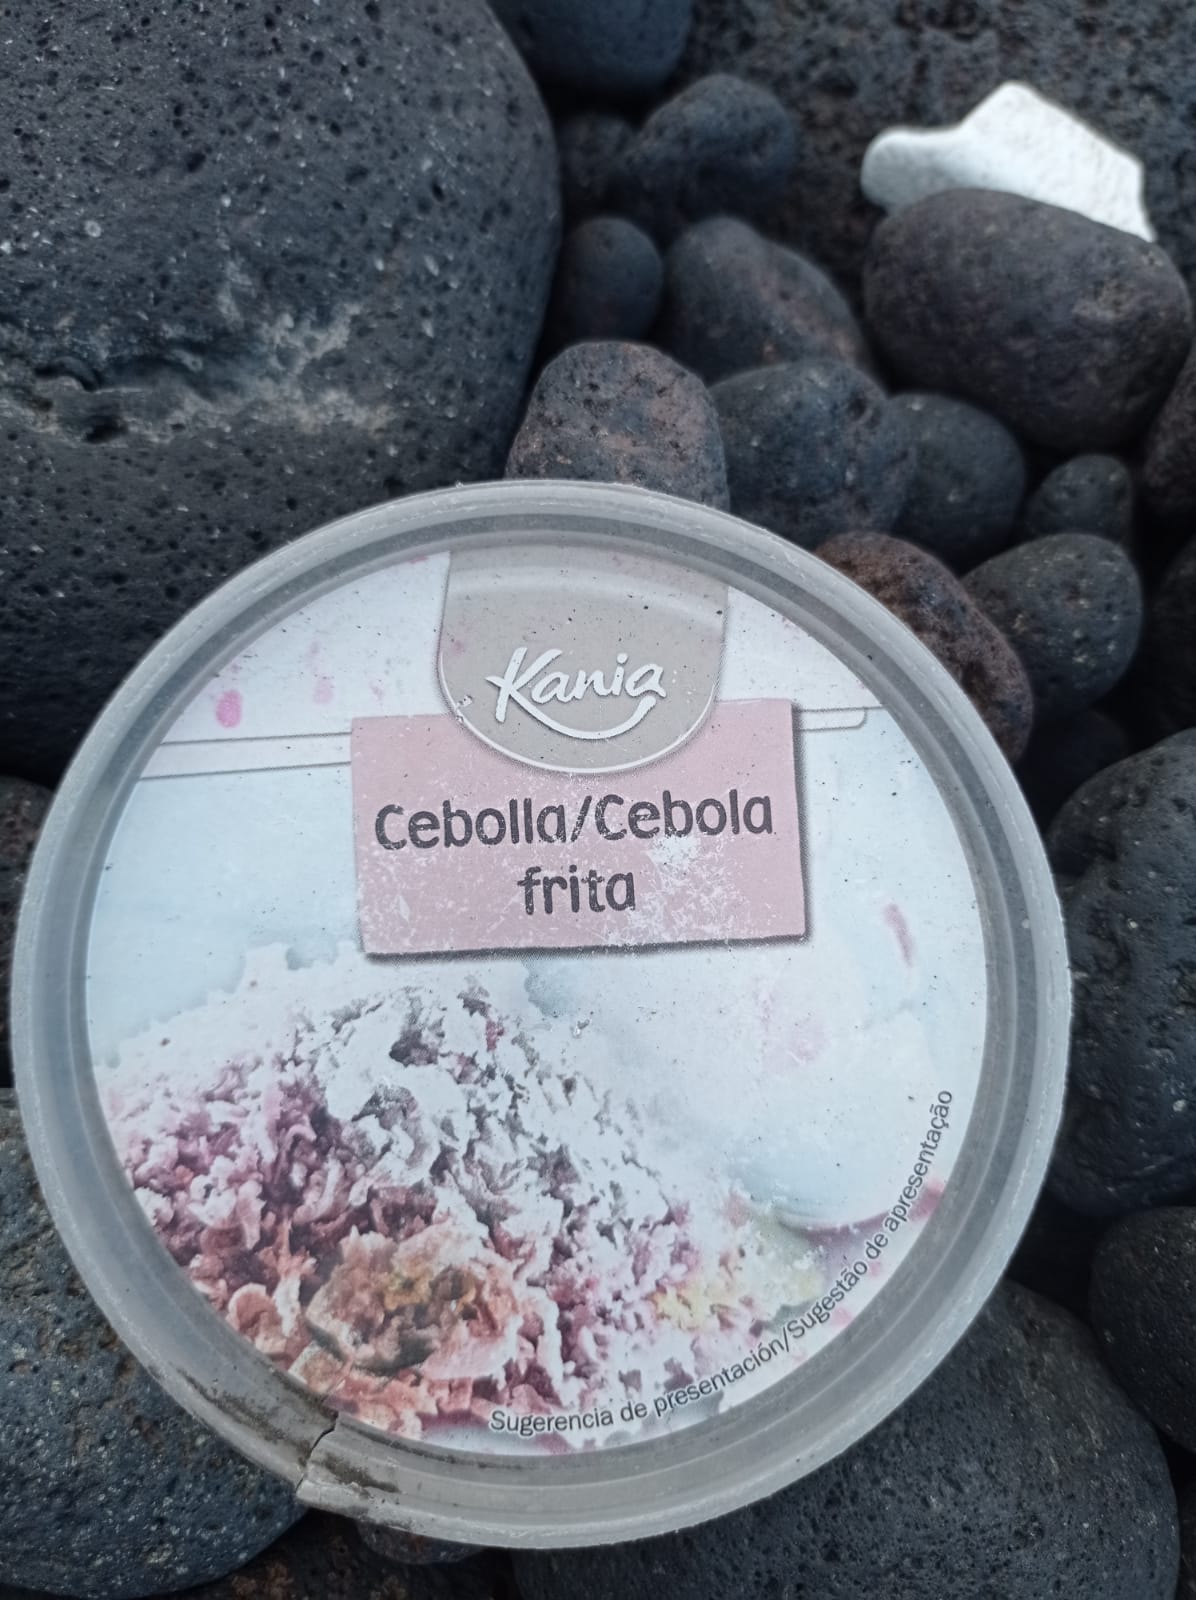 Kania
Cebolla/Cebola
frita
Sugerencia de presentación/Sugestão de apresentação